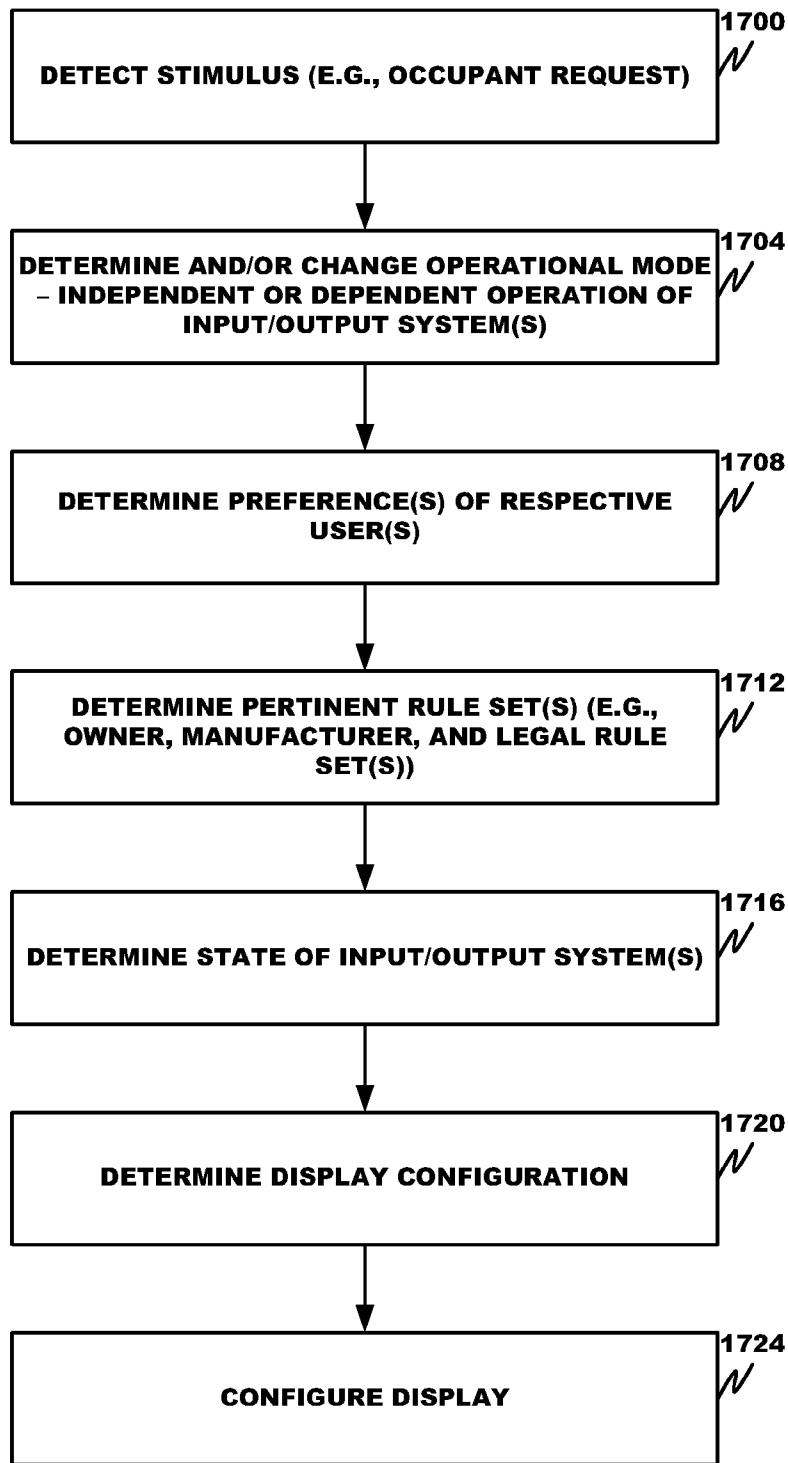 1700
DETECT STIMULUS (E.G., OCCUPANT REQUEST)
1704
DETERMINE AND/OR CHANGE OPERATIONAL MODE
– INDEPENDENT OR DEPENDENT OPERATION OF
INPUT/OUTPUT SYSTEM(S)
1708
DETERMINE PREFERENCE(S) OF RESPECTIVE
USER(S)
1712
DETERMINE PERTINENT RULE SET(S) (E.G.,
OWNER, MANUFACTURER, AND LEGAL RULE
SET(S))
1716
DETERMINE STATE OF INPUT/OUTPUT SYSTEM(S)
1720
DETERMINE DISPLAY CONFIGURATION
1724
CONFIGURE DISPLAY